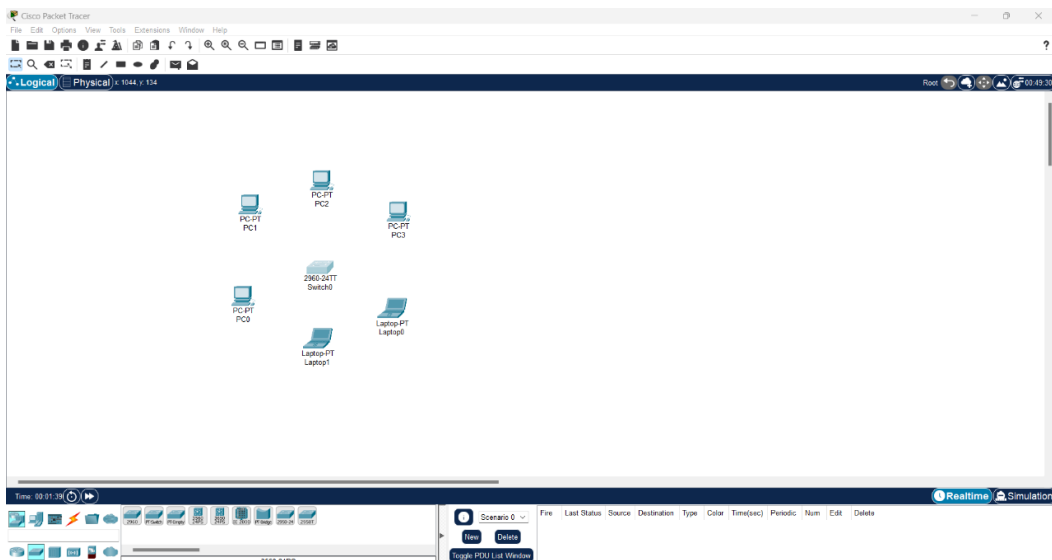 Cisco Packet Tracer
File Edit Options View Tools Extensions Window Help
?
Logical Physical x: 1044, y: 134 Root 00:49:30
PC-PT
PC2
PC-PT
PC1
PC-PT
PC3
2960-24TT
Switch0
PC-PT
PC0
Laptop-PT
Laptop0
Laptop-PT
Laptop1
Time: 00:01:39 Realtime Simulation
Scenario 0
New Delete
Toggle PDU List Window
Fire Last Status Source Destination Type Color Time(sec) Periodic Num Edit Delete